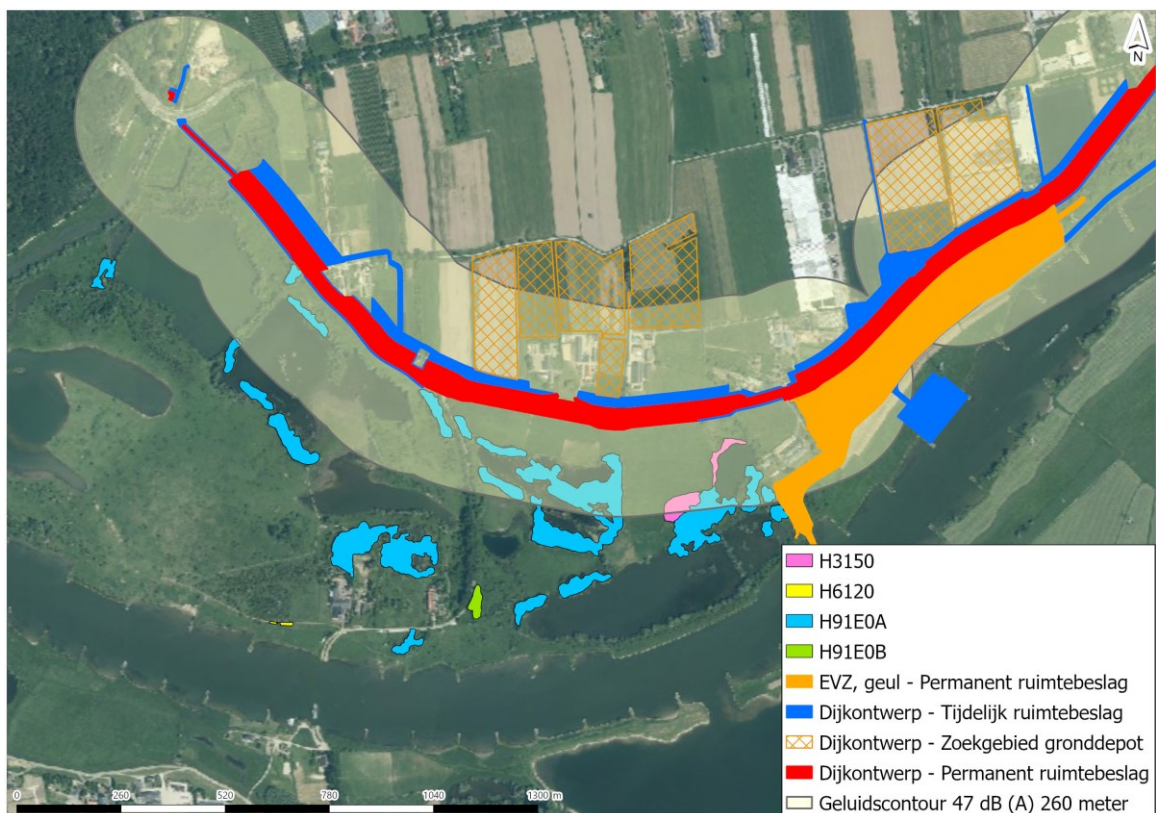 N
H3150
H6120
H91E0A
H91E0B
EVZ, geul - Permanent ruimtebeslag
Dijkontwerp - Tijdelijk ruimtebeslag
Dijkontwerp - Zoekgebied gronddepot
Dijkontwerp - Permanent ruimtebeslag
Geluidscontour 47 dB (A) 260 meter
0 260 520 780 1040 1300 m